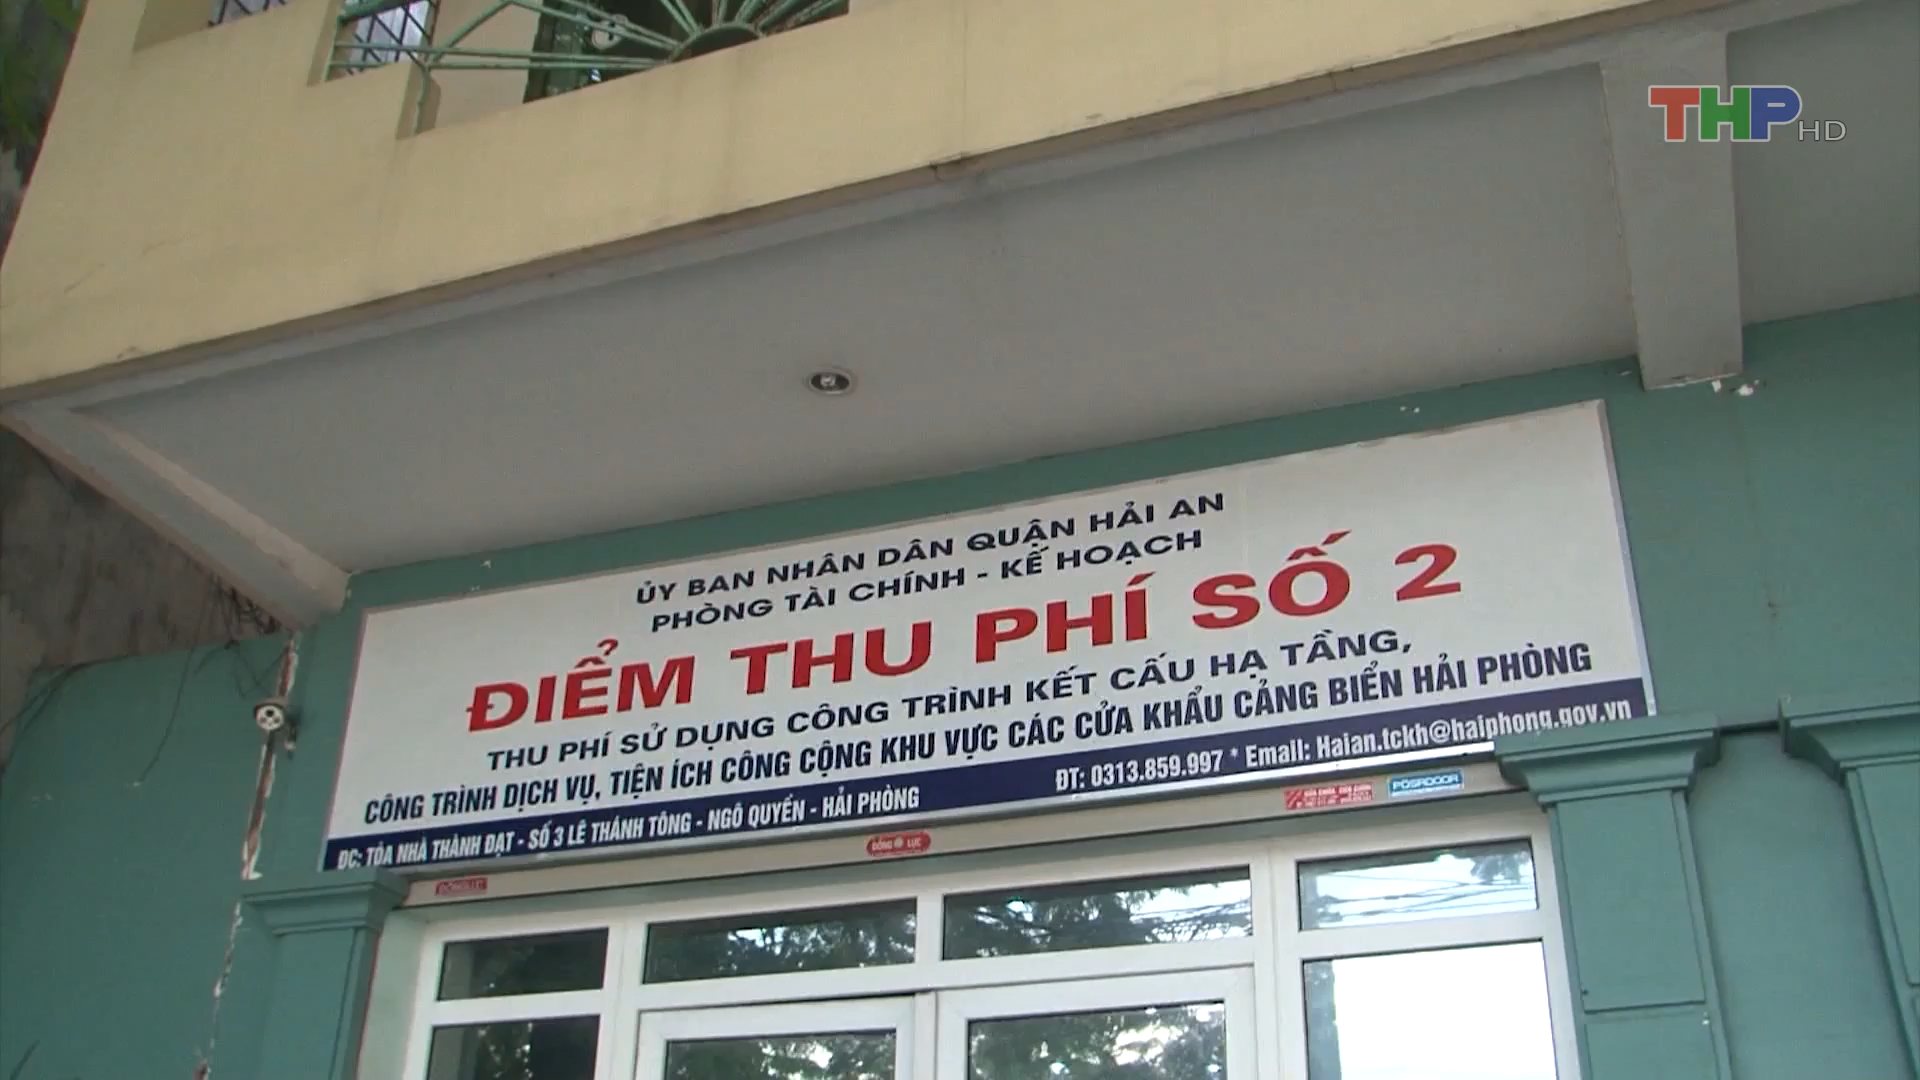 THP HD
ỦY BAN NHÂN DÂN QUẬN HẢI AN
PHÒNG TÀI CHÍNH - KẾ HOẠCH
ĐIỂM THU PHÍ SỐ 2
THU PHÍ SỬ DỤNG CÔNG TRÌNH KẾT CẤU HẠ TẦNG,
CÔNG TRÌNH DỊCH VỤ, TIỆN ÍCH CÔNG CỘNG KHU VỰC CÁC CỬA KHẨU CẢNG BIỂN HẢI PHÒNG
ĐC: TÒA NHÀ THÀNH ĐẠT - SỐ 3 LÊ THÁNH TÔNG - NGÔ QUYỀN - HẢI PHÒNG
ĐT: 0313.859.997 * Email: Haian.tckh@haiphong.gov.vn
POSRDOOR
ĐỒNG LỰC